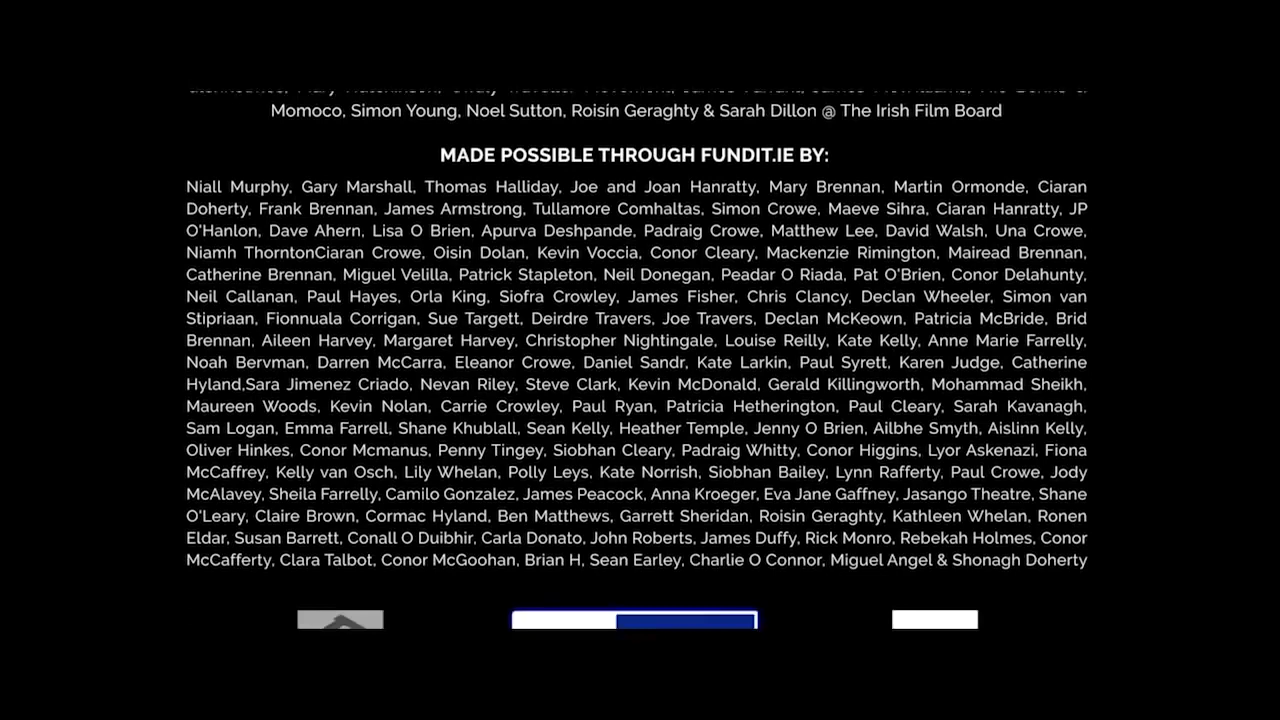 Momoco, Simon Young, Noel Sutton, Roisin Geraghty & Sarah Dillon @ The Irish Film Board
MADE POSSIBLE THROUGH FUNDIT.IE BY:
Niall Murphy, Gary Marshall, Thomas Halliday, Joe and Joan Hanratty, Mary Brennan, Martin Ormonde, Ciaran
Doherty, Frank Brennan, James Armstrong, Tullamore Comhaltas, Simon Crowe, Maeve Sihra, Ciaran Hanratty, JP
O'Hanlon, Dave Ahern, Lisa O Brien, Apurva Deshpande, Padraig Crowe, Matthew Lee, David Walsh, Una Crowe,
Niamh ThorntonCiaran Crowe, Oisin Dolan, Kevin Voccia, Conor Cleary, Mackenzie Rimington, Mairead Brennan,
Catherine Brennan, Miguel Velilla, Patrick Stapleton, Neil Donegan, Peadar O Riada, Pat O'Brien, Conor Delahunty,
Neil Callanan, Paul Hayes, Orla King, Siofra Crowley, James Fisher, Chris Clancy, Declan Wheeler, Simon van
Stipriaan, Fionnuala Corrigan, Sue Targett, Deirdre Travers, Joe Travers, Declan McKeown, Patricia McBride, Brid
Brennan, Aileen Harvey, Margaret Harvey, Christopher Nightingale, Louise Reilly, Kate Kelly, Anne Marie Farrelly,
Noah Bervman, Darren McCarra, Eleanor Crowe, Daniel Sandr, Kate Larkin, Paul Syrett, Karen Judge, Catherine
Hyland,Sara Jimenez Criado, Nevan Riley, Steve Clark, Kevin McDonald, Gerald Killingworth, Mohammad Sheikh,
Maureen Woods, Kevin Nolan, Carrie Crowley, Paul Ryan, Patricia Hetherington, Paul Cleary, Sarah Kavanagh,
Sam Logan, Emma Farrell, Shane Khublall, Sean Kelly, Heather Temple, Jenny O Brien, Ailbhe Smyth, Aislinn Kelly,
Oliver Hinkes, Conor Mcmanus, Penny Tingey, Siobhan Cleary, Padraig Whitty, Conor Higgins, Lyor Askenazi, Fiona
McCaffrey, Kelly van Osch, Lily Whelan, Polly Leys, Kate Norrish, Siobhan Bailey, Lynn Rafferty, Paul Crowe, Jody
McAlavey, Sheila Farrelly, Camilo Gonzalez, James Peacock, Anna Kroeger, Eva Jane Gaffney, Jasango Theatre, Shane
O'Leary, Claire Brown, Cormac Hyland, Ben Matthews, Garrett Sheridan, Roisin Geraghty, Kathleen Whelan, Ronen
Eldar, Susan Barrett, Conall O Duibhir, Carla Donato, John Roberts, James Duffy, Rick Monro, Rebekah Holmes, Conor
McCafferty, Clara Talbot, Conor McGoohan, Brian H, Sean Earley, Charlie O Connor, Miguel Angel & Shonagh Doherty